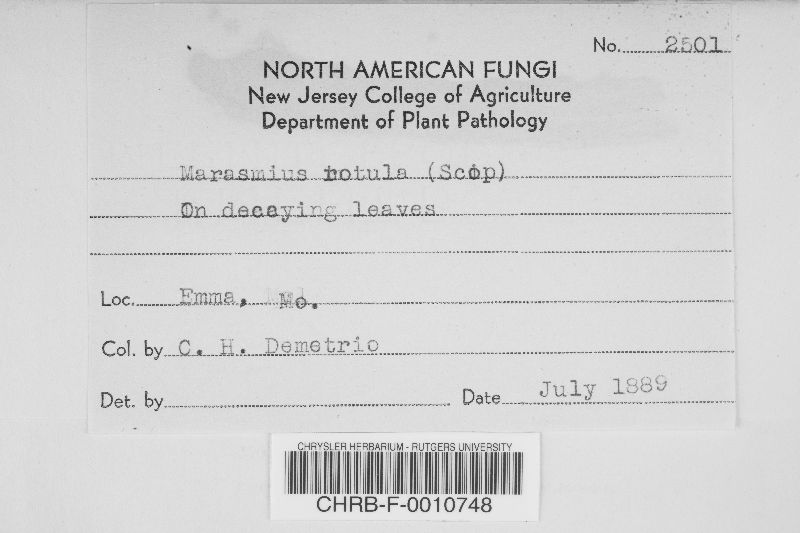 No. 2501
NORTH AMERICAN FUNGI
New Jersey College of Agriculture
Department of Plant Pathology
Marasmius rotula (Scop)
On decaying leaves
Loc. Emma, Mo.
Col. by C. H. Demetrio
Det. by
Date July 1889
CHRYSLER HERBARIUM - RUTGERS UNIVERSITY
CHRB-F-0010748